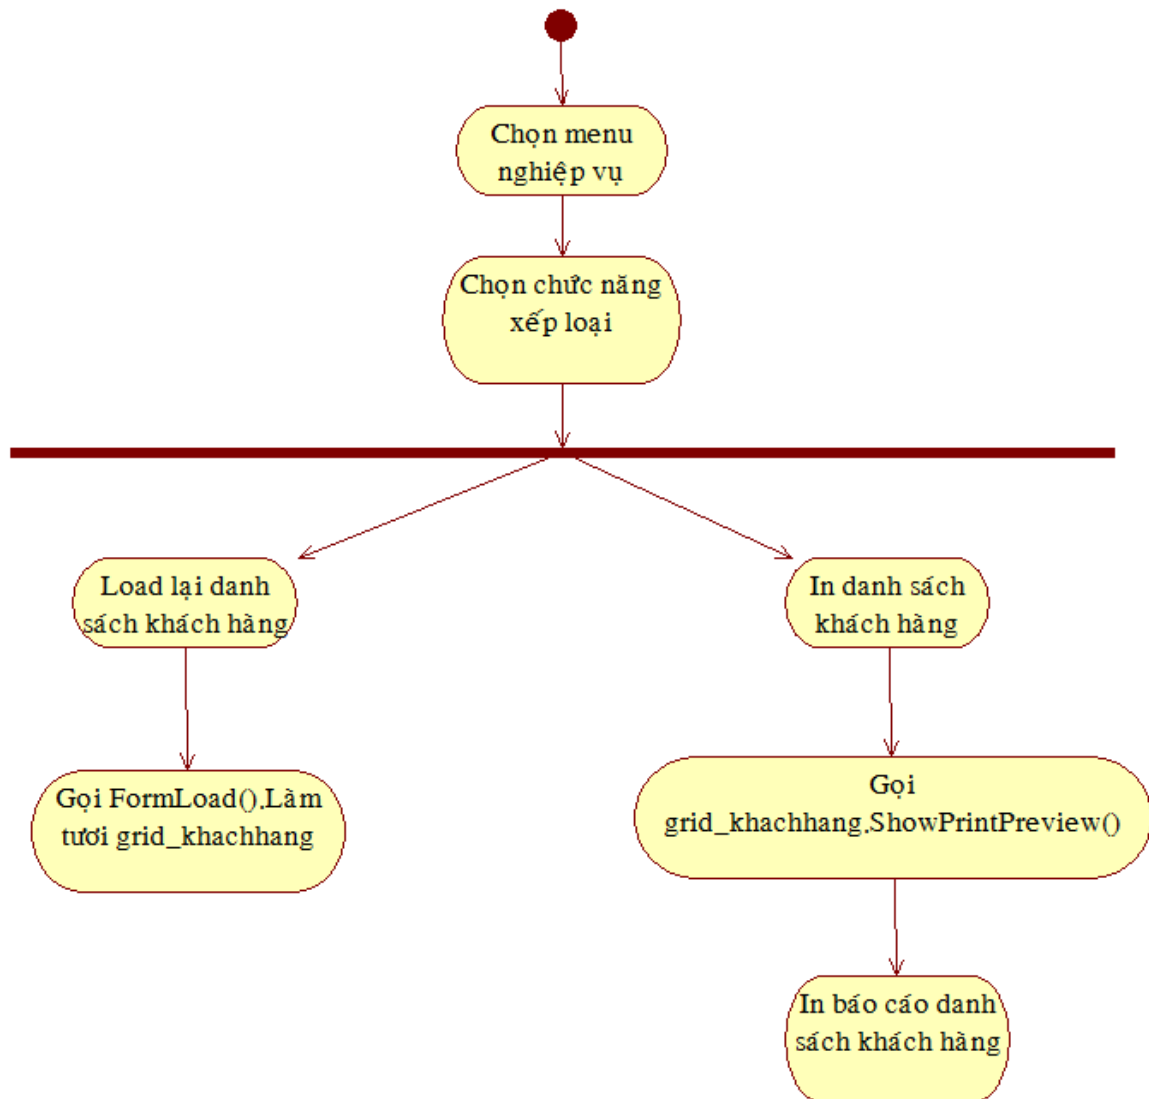 Chọn menu
nghiệp vụ
Chọn chức năng
xếp loại
Load lại danh
sách khách hàng
In danh sách
khách hàng
Gọi FormLoad().Làm
tươi grid_khachhang
Gọi
grid_khachhang.ShowPrintPreview()
In báo cáo danh
sách khách hàng